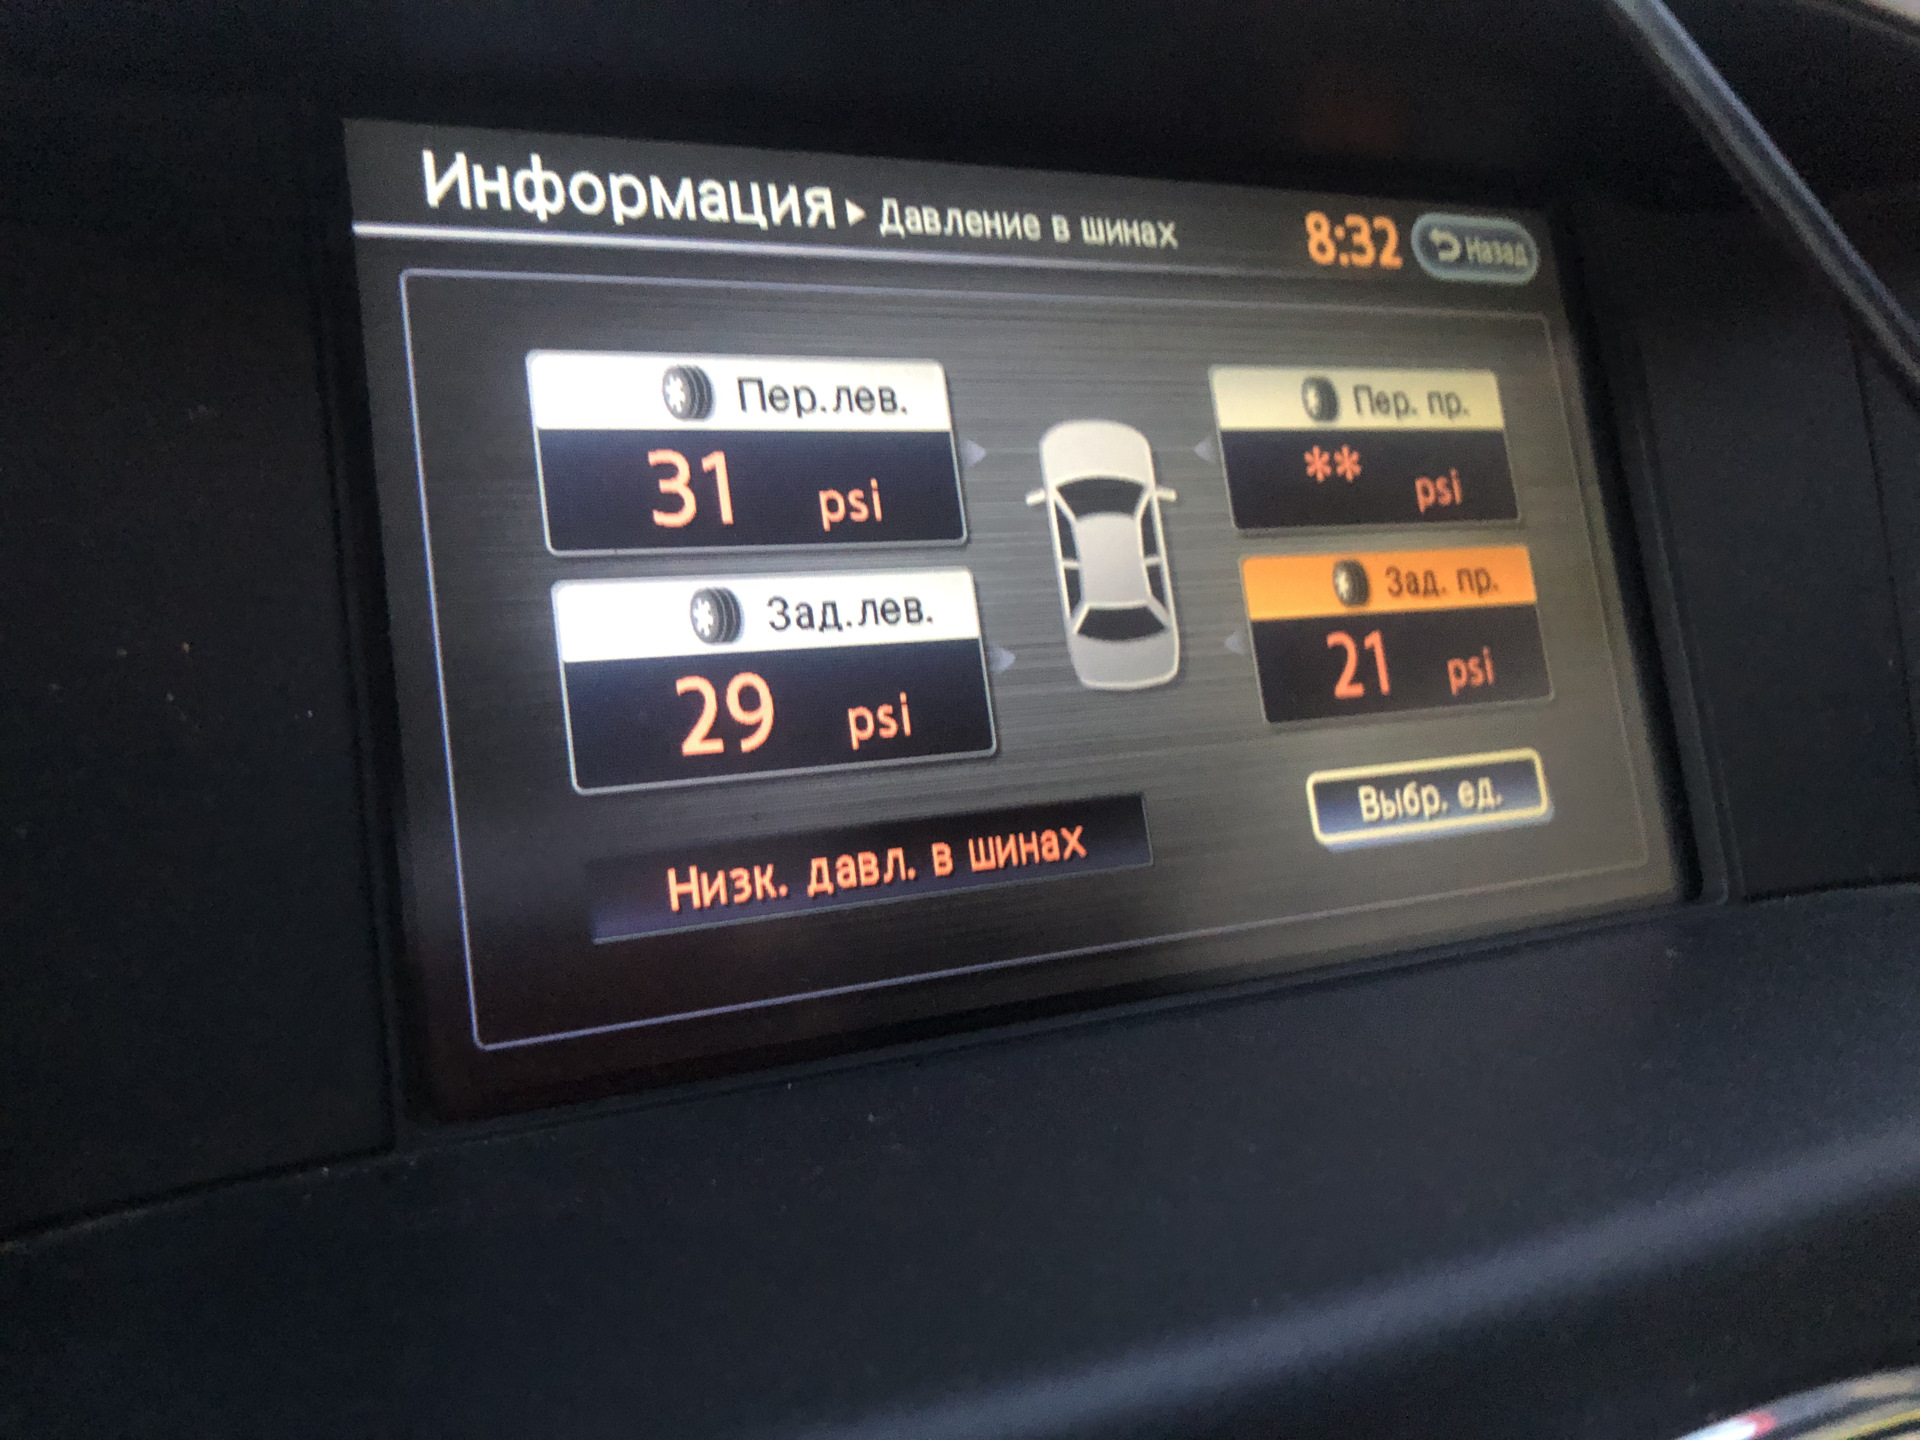 Информация ▸ Давление в шинах 8:32 Назад
Пер.лев.
31 psi
Пер. пр.
** psi
Зад.лев.
29 psi
Зад. пр.
21 psi
Выбр. ед.
Низк. давл. в шинах